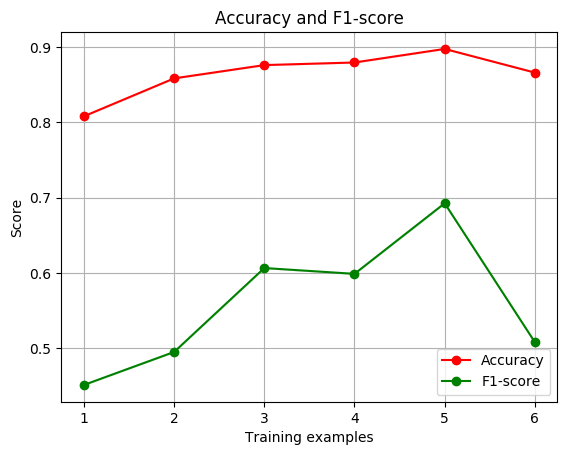 Accuracy and F1-score
0.9
0.8
0.7
0.6
0.5
Score
1 2 3 4 5 6
Training examples
Accuracy
F1-score